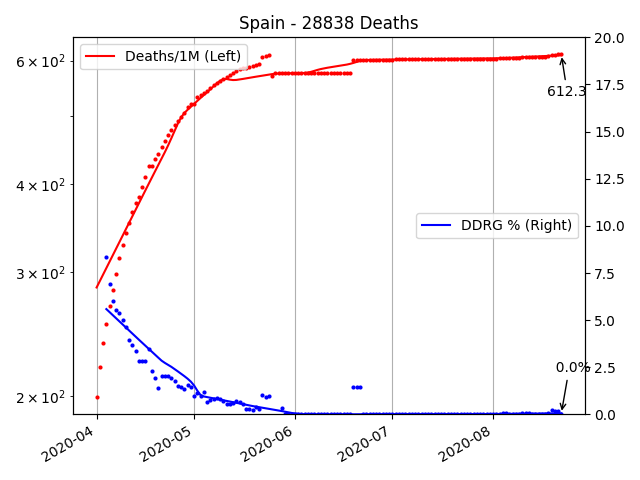 Spain - 28838 Deaths
Deaths/1M (Left)
DDRG % (Right)
612.3
0.0%
6 × 10²
4 × 10²
3 × 10²
2 × 10²
20.0
17.5
15.0
12.5
10.0
7.5
5.0
2.5
0.0
2020-04
2020-05
2020-06
2020-07
2020-08